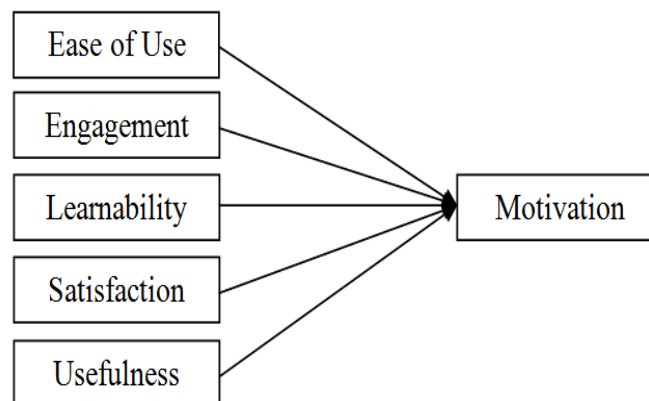 Ease of Use
Engagement
Learnability
Motivation
Satisfaction
Usefulness